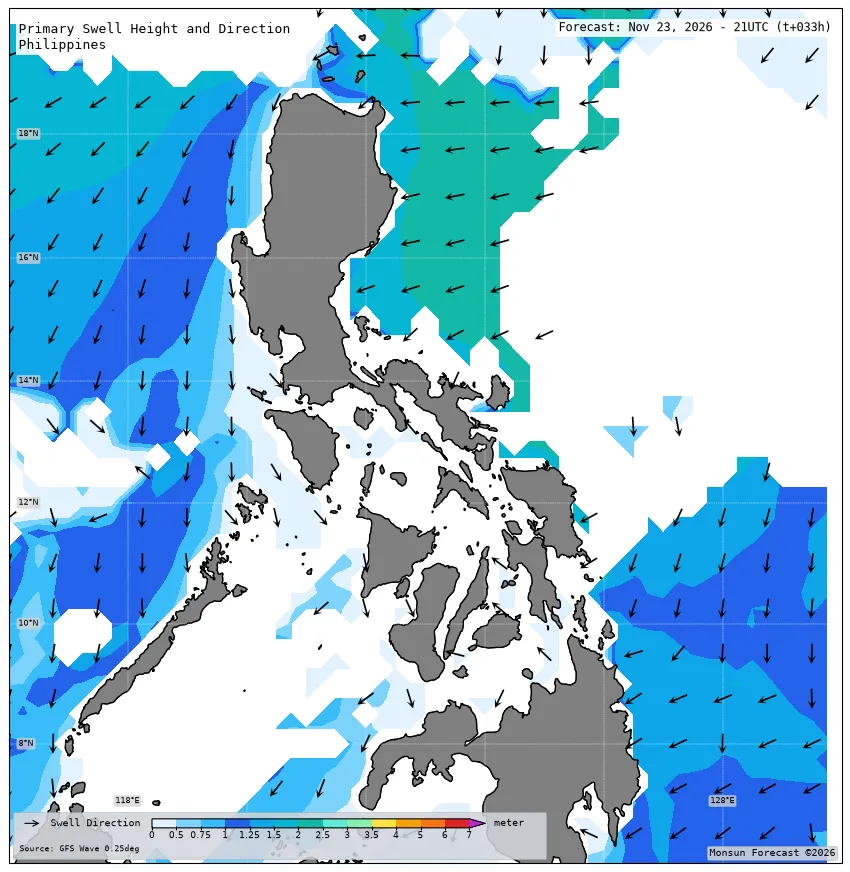 Primary Swell Height and Direction
Philippines
Forecast: Nov 23, 2026 - 21UTC (t+033h)
18°N
16°N
14°N
12°N
10°N
8°N
118°E
128°E
Swell Direction
0 0.5 0.75 1 1.25 1.5 2 2.5 3 3.5 4 5 6 7 meter
Source: GFS Wave 0.25deg
Monsun Forecast ©2026